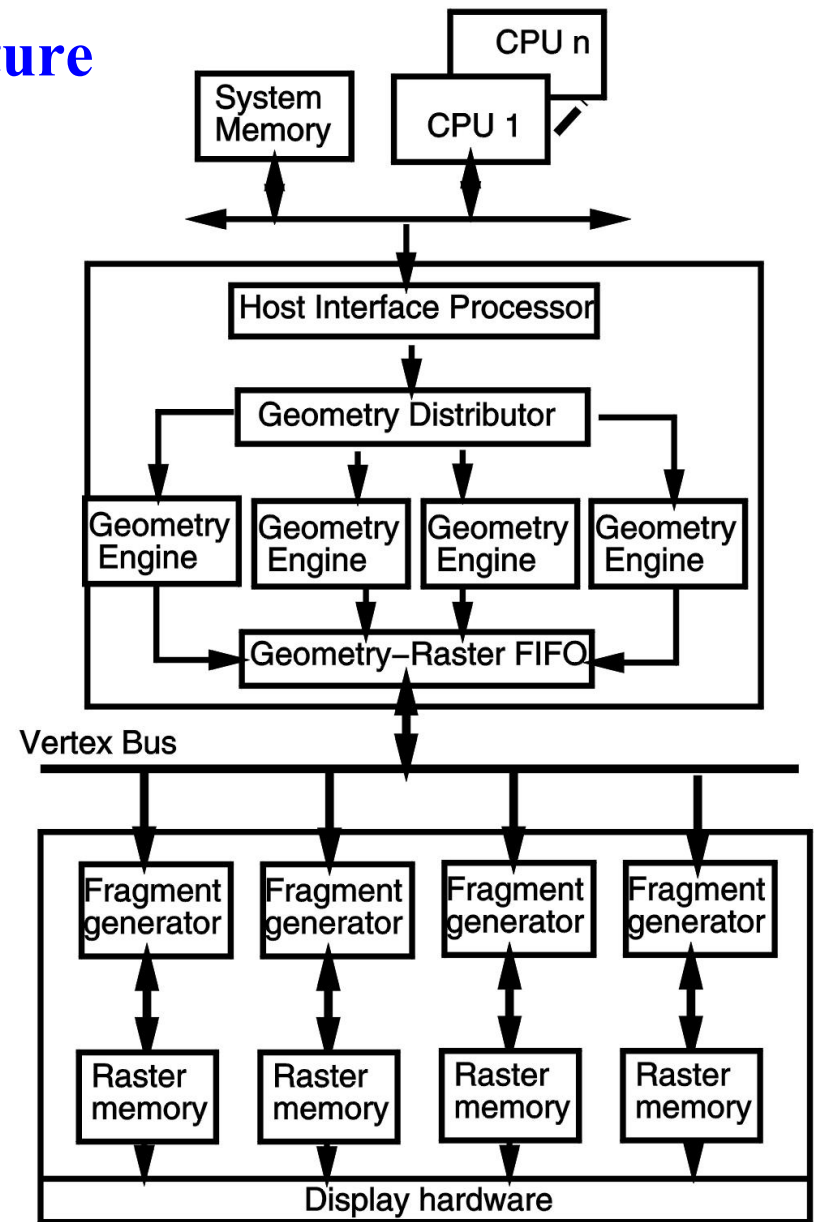 ture
CPU n
System
Memory
CPU 1
Host Interface Processor
Geometry Distributor
Geometry
Engine
Geometry
Engine
Geometry
Engine
Geometry
Engine
Geometry–Raster FIFO
Vertex Bus
Fragment
generator
Fragment
generator
Fragment
generator
Fragment
generator
Raster
memory
Raster
memory
Raster
memory
Raster
memory
Display hardware